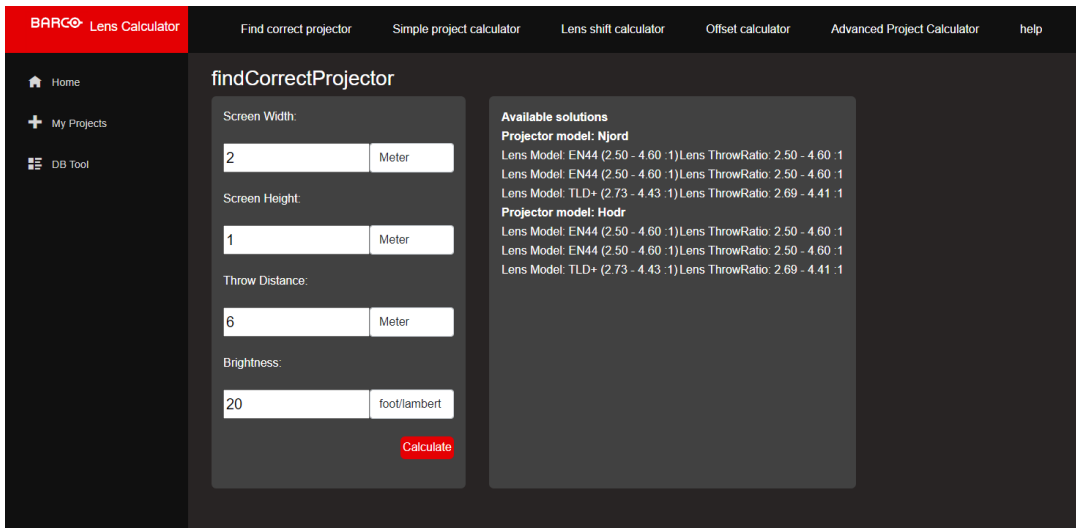 BARCO Lens Calculator
Find correct projector
Simple project calculator
Lens shift calculator
Offset calculator
Advanced Project Calculator
help
Home
My Projects
DB Tool
findCorrectProjector
Screen Width:
2 Meter
Screen Height:
1 Meter
Throw Distance:
6 Meter
Brightness:
20 foot/lambert
Calculate
Available solutions
Projector model: Njord
Lens Model: EN44 (2.50 - 4.60 :1)Lens ThrowRatio: 2.50 - 4.60 :1
Lens Model: EN44 (2.50 - 4.60 :1)Lens ThrowRatio: 2.50 - 4.60 :1
Lens Model: TLD+ (2.73 - 4.43 :1)Lens ThrowRatio: 2.69 - 4.41 :1
Projector model: Hodr
Lens Model: EN44 (2.50 - 4.60 :1)Lens ThrowRatio: 2.50 - 4.60 :1
Lens Model: EN44 (2.50 - 4.60 :1)Lens ThrowRatio: 2.50 - 4.60 :1
Lens Model: TLD+ (2.73 - 4.43 :1)Lens ThrowRatio: 2.69 - 4.41 :1